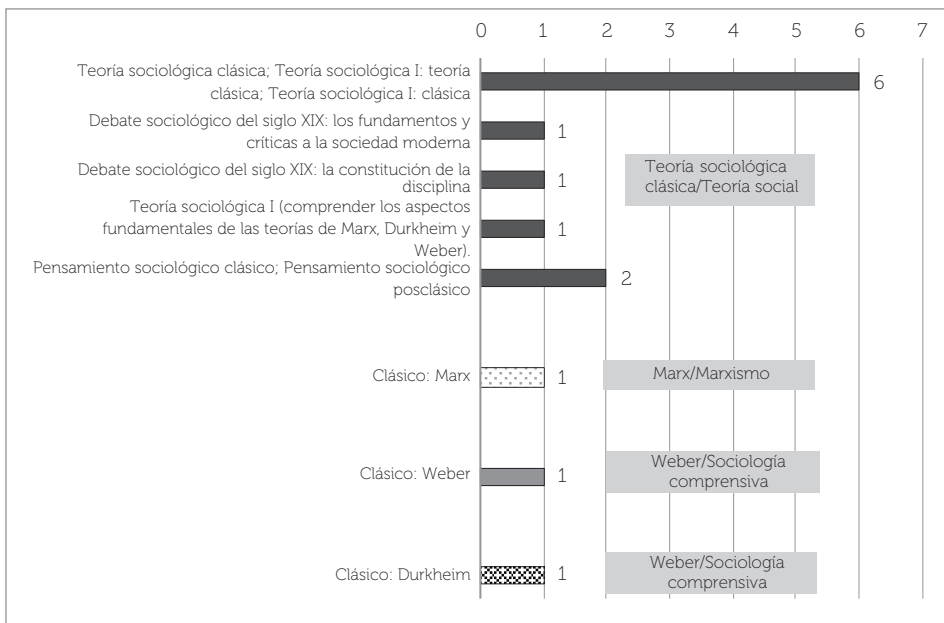 0 1 2 3 4 5 6 7
Teoría sociológica clásica; Teoría sociológica I: teoría
clásica; Teoría sociológica I: clásica
6
Debate sociológico del siglo XIX: los fundamentos y
críticas a la sociedad moderna
1
Debate sociológico del siglo XIX: la constitución de la
disciplina
1
Teoría sociológica
clásica/Teoría social
Teoría sociológica I (comprender los aspectos
fundamentales de las teorías de Marx, Durkheim y
Weber).
1
Pensamiento sociológico clásico; Pensamiento sociológico
posclásico
2
Clásico: Marx
1
Marx/Marxismo
Clásico: Weber
1
Weber/Sociología
comprensiva
Clásico: Durkheim
1
Weber/Sociología
comprensiva